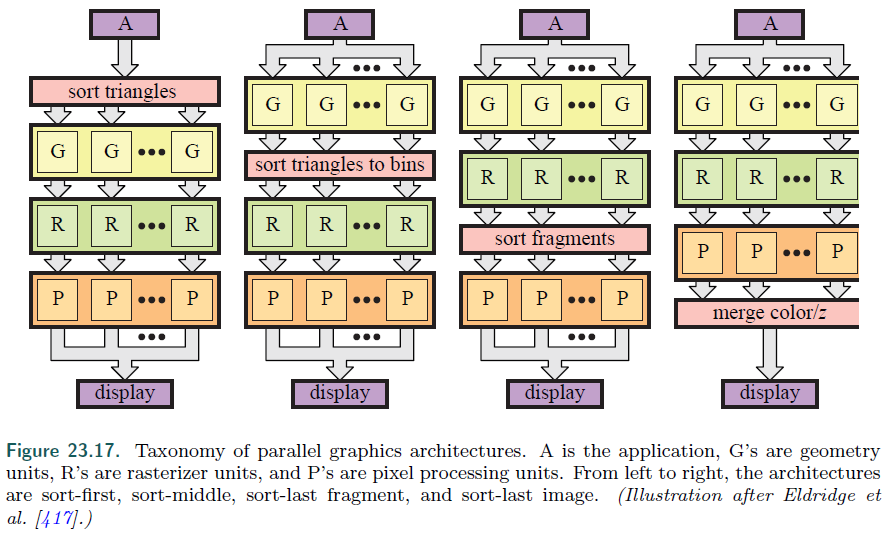 A A A A
sort triangles
G G ••• G
R R ••• R
P P ••• P
•••
display
•••
G G ••• G
sort triangles to bins
R R ••• R
P P ••• P
•••
display
•••
G G ••• G
R R ••• R
sort fragments
P P ••• P
•••
display
•••
G G ••• G
R R ••• R
P P ••• P
merge color/z
display
Figure 23.17. Taxonomy of parallel graphics architectures. A is the application, G's are geometry
units, R's are rasterizer units, and P's are pixel processing units. From left to right, the architectures
are sort-first, sort-middle, sort-last fragment, and sort-last image. (Illustration after Eldridge et
al. [417].)